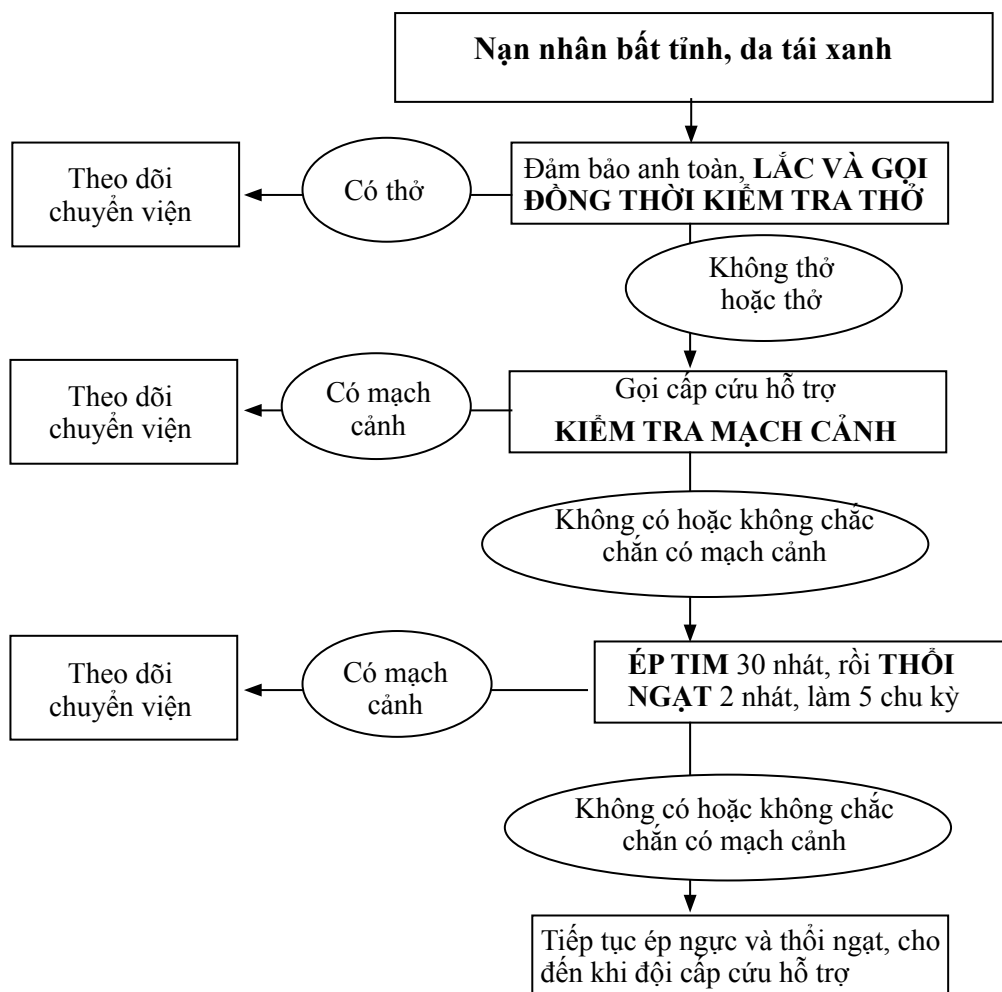 Nạn nhân bất tỉnh, da tái xanh
Theo dõi
chuyển viện
Có thở
Đảm bảo anh toàn, LẮC VÀ GỌI
ĐỒNG THỜI KIỂM TRA THỞ
Không thở
hoặc thở
Theo dõi
chuyển viện
Có mạch
cảnh
Gọi cấp cứu hỗ trợ
KIỂM TRA MẠCH CẢNH
Không có hoặc không chắc
chắn có mạch cảnh
Theo dõi
chuyển viện
Có mạch
cảnh
ÉP TIM 30 nhát, rồi THỔI
NGẠT 2 nhát, làm 5 chu kỳ
Không có hoặc không chắc
chắn có mạch cảnh
Tiếp tục ép ngực và thổi ngạt, cho
đến khi đội cấp cứu hỗ trợ